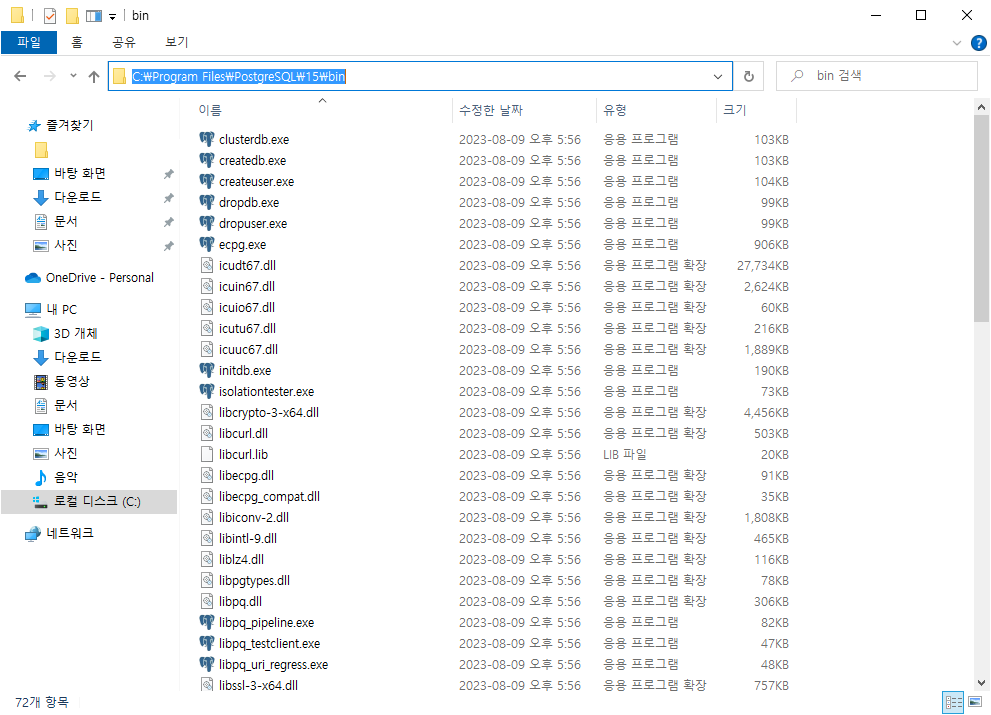 bin
파일 홈 공유 보기
C:₩Program Files₩PostgreSQL₩15₩bin bin 검색
이름 수정한 날짜 유형 크기
즐겨찾기
바탕 화면
다운로드
문서
사진
OneDrive - Personal
내 PC
3D 개체
다운로드
동영상
문서
바탕 화면
사진
음악
로컬 디스크 (C:)
네트워크
clusterdb.exe 2023-08-09 오후 5:56 응용 프로그램 103KB
createdb.exe 2023-08-09 오후 5:56 응용 프로그램 103KB
createuser.exe 2023-08-09 오후 5:56 응용 프로그램 104KB
dropdb.exe 2023-08-09 오후 5:56 응용 프로그램 99KB
dropuser.exe 2023-08-09 오후 5:56 응용 프로그램 99KB
ecpg.exe 2023-08-09 오후 5:56 응용 프로그램 906KB
icudt67.dll 2023-08-09 오후 5:56 응용 프로그램 확장 27,734KB
icuin67.dll 2023-08-09 오후 5:56 응용 프로그램 확장 2,624KB
icuio67.dll 2023-08-09 오후 5:56 응용 프로그램 확장 60KB
icutu67.dll 2023-08-09 오후 5:56 응용 프로그램 확장 216KB
icuuc67.dll 2023-08-09 오후 5:56 응용 프로그램 확장 1,889KB
initdb.exe 2023-08-09 오후 5:56 응용 프로그램 190KB
isolationtester.exe 2023-08-09 오후 5:56 응용 프로그램 73KB
libcrypto-3-x64.dll 2023-08-09 오후 5:56 응용 프로그램 확장 4,456KB
libcurl.dll 2023-08-09 오후 5:56 응용 프로그램 확장 503KB
libcurl.lib 2023-08-09 오후 5:56 LIB 파일 20KB
libecpg.dll 2023-08-09 오후 5:56 응용 프로그램 확장 91KB
libecpg_compat.dll 2023-08-09 오후 5:56 응용 프로그램 확장 35KB
libiconv-2.dll 2023-08-09 오후 5:56 응용 프로그램 확장 1,808KB
libintl-9.dll 2023-08-09 오후 5:56 응용 프로그램 확장 465KB
liblz4.dll 2023-08-09 오후 5:56 응용 프로그램 확장 116KB
libpgtypes.dll 2023-08-09 오후 5:56 응용 프로그램 확장 78KB
libpq.dll 2023-08-09 오후 5:56 응용 프로그램 확장 306KB
libpq_pipeline.exe 2023-08-09 오후 5:56 응용 프로그램 82KB
libpq_testclient.exe 2023-08-09 오후 5:56 응용 프로그램 47KB
libpq_uri_regress.exe 2023-08-09 오후 5:56 응용 프로그램 48KB
libssl-3-x64.dll 2023-08-09 오후 5:56 응용 프로그램 확장 757KB
72개 항목